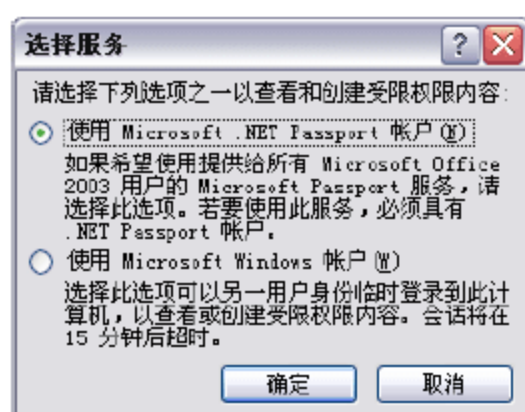 选择服务
请选择下列选项之一以查看和创建受限权限内容:
使用 Microsoft .NET Passport 帐户(N)
如果希望使用提供给所有 Microsoft Office
2003 用户的 Microsoft Passport 服务,请
选择此选项。若要使用此服务,必须具有
.NET Passport 帐户。
使用 Microsoft Windows 帐户(W)
选择此选项可以另一用户身份临时登录到此计
算机,以查看或创建受限权限内容。会话将在
15 分钟后超时。
确定 取消